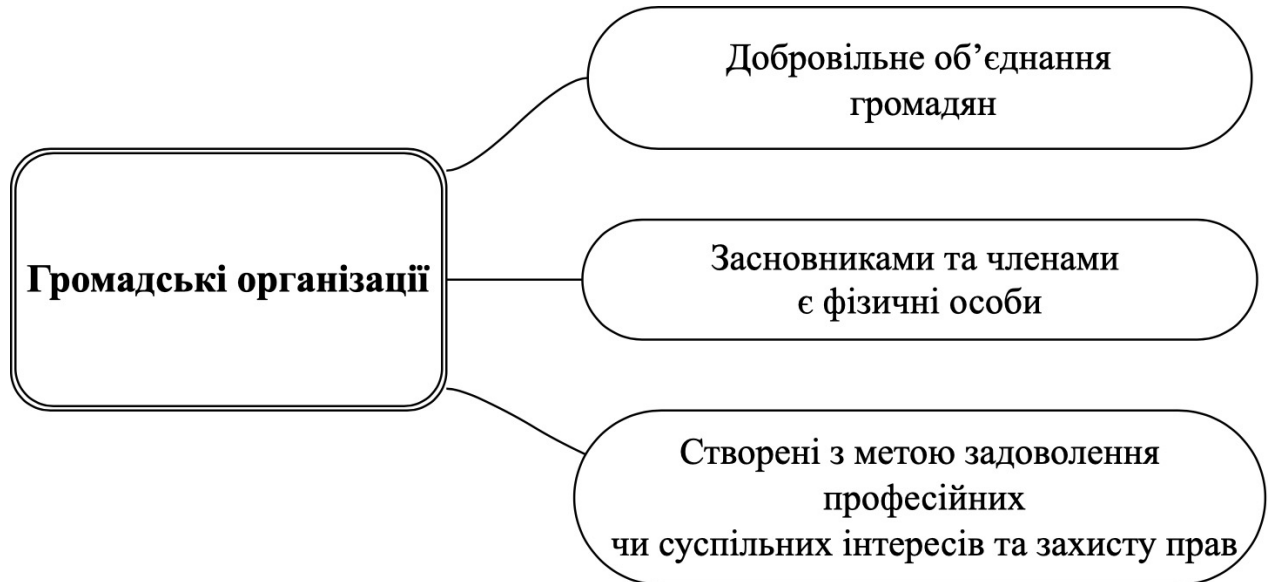 Громадські організації
Добровільне об’єднання
громадян
Засновниками та членами
є фізичні особи
Створені з метою задоволення
професійних
чи суспільних інтересів та захисту прав